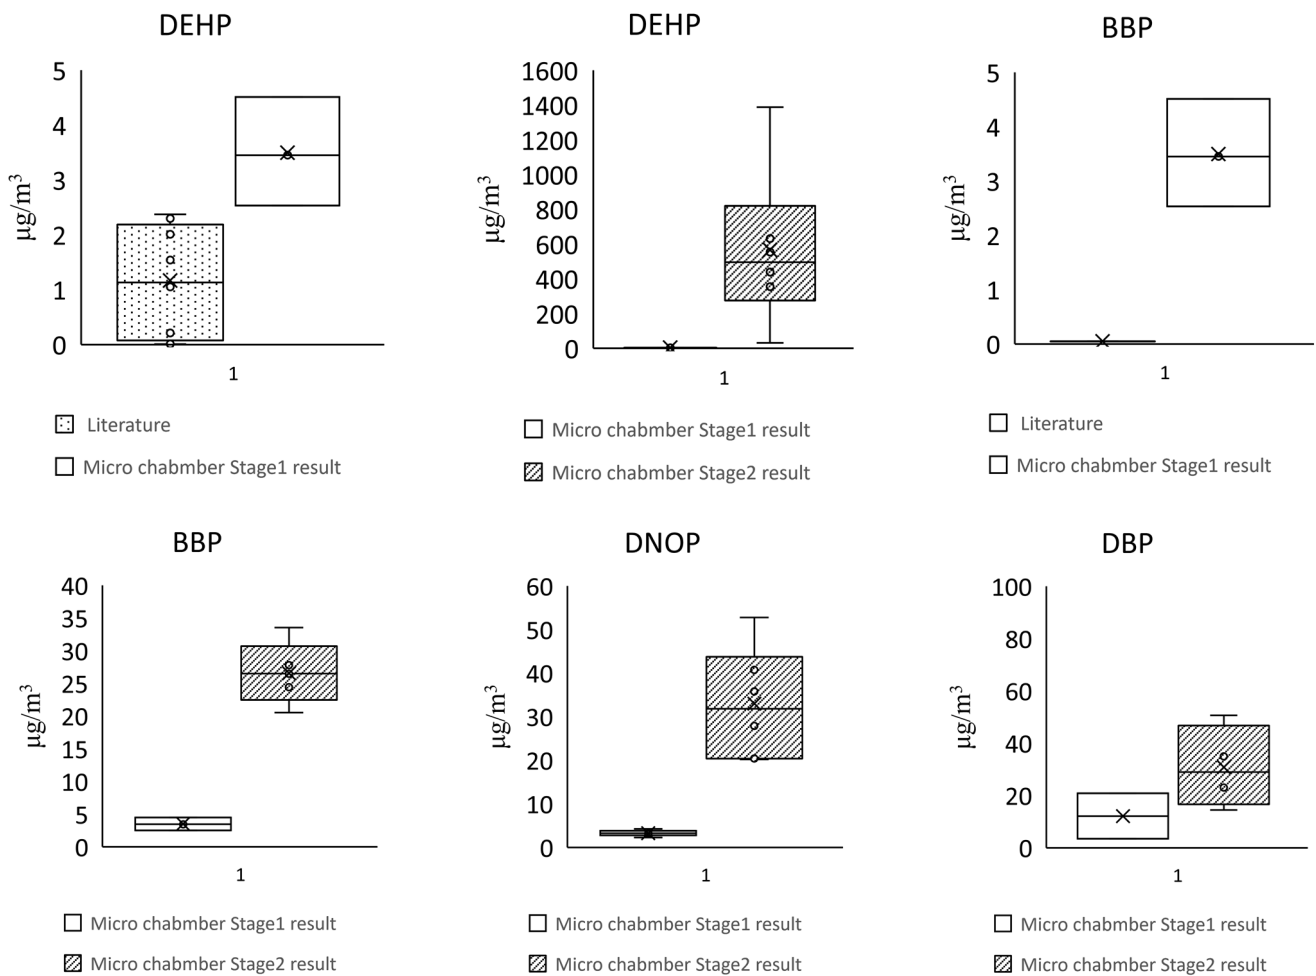 DEHP
5
4
3
2
1
0
µg/m³
1
Literature
Micro chabmber Stage1 result
DEHP
1600
1400
1200
1000
800
600
400
200
0
µg/m³
1
Micro chabmber Stage1 result
Micro chabmber Stage2 result
BBP
5
4
3
2
1
0
µg/m³
1
Literature
Micro chabmber Stage1 result
BBP
40
35
30
25
20
15
10
5
0
µg/m³
1
Micro chabmber Stage1 result
Micro chabmber Stage2 result
DNOP
60
50
40
30
20
10
0
µg/m³
1
Micro chabmber Stage1 result
Micro chabmber Stage2 result
DBP
100
80
60
40
20
0
µg/m³
1
Micro chabmber Stage1 result
Micro chabmber Stage2 result